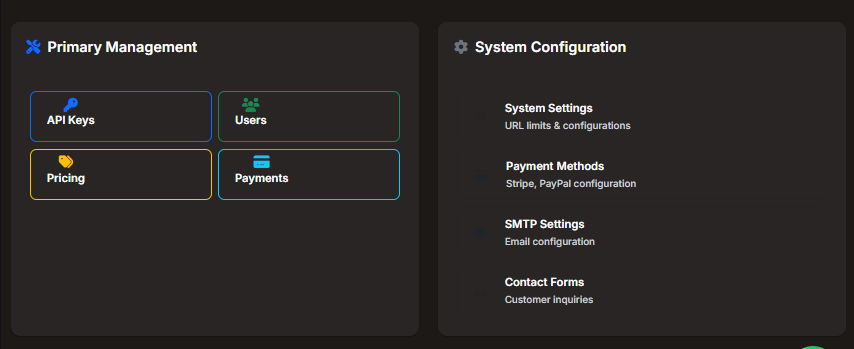 Primary Management
API Keys
Users
Pricing
Payments
System Configuration
System Settings
URL limits & configurations
Payment Methods
Stripe, PayPal configuration
SMTP Settings
Email configuration
Contact Forms
Customer inquiries